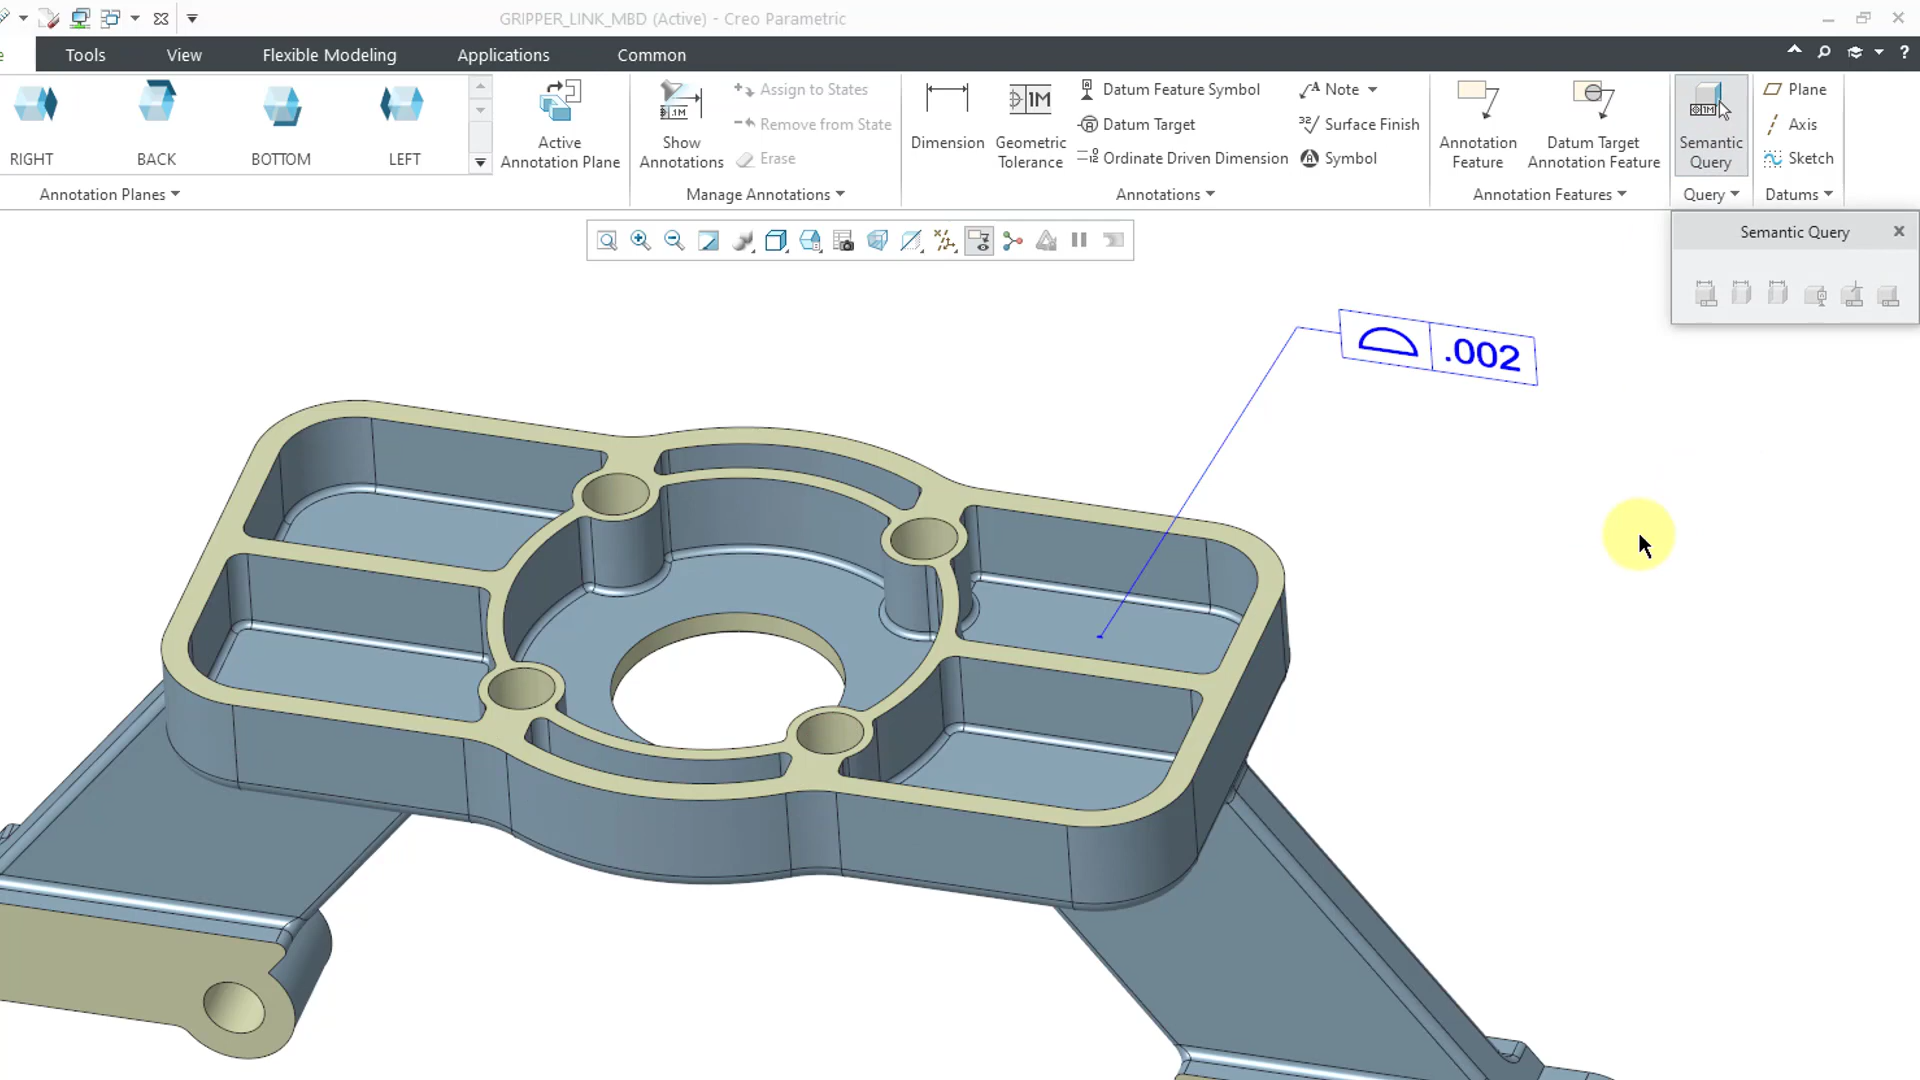 GRIPPER_LINK_MBD (Active) - Creo Parametric
Tools View Flexible Modeling Applications Common
?
RIGHT BACK BOTTOM LEFT
Active
Annotation Plane
Annotation Planes
Show
Annotations
Assign to States
Remove from State
Erase
Manage Annotations
Dimension
Geometric
Tolerance
Datum Feature Symbol
Datum Target
Ordinate Driven Dimension
Note
Surface Finish
Symbol
Annotations
Annotation
Feature
Datum Target
Annotation Feature
Annotation Features
Semantic
Query
Query
Plane
Axis
Sketch
Datums
Semantic Query
.002